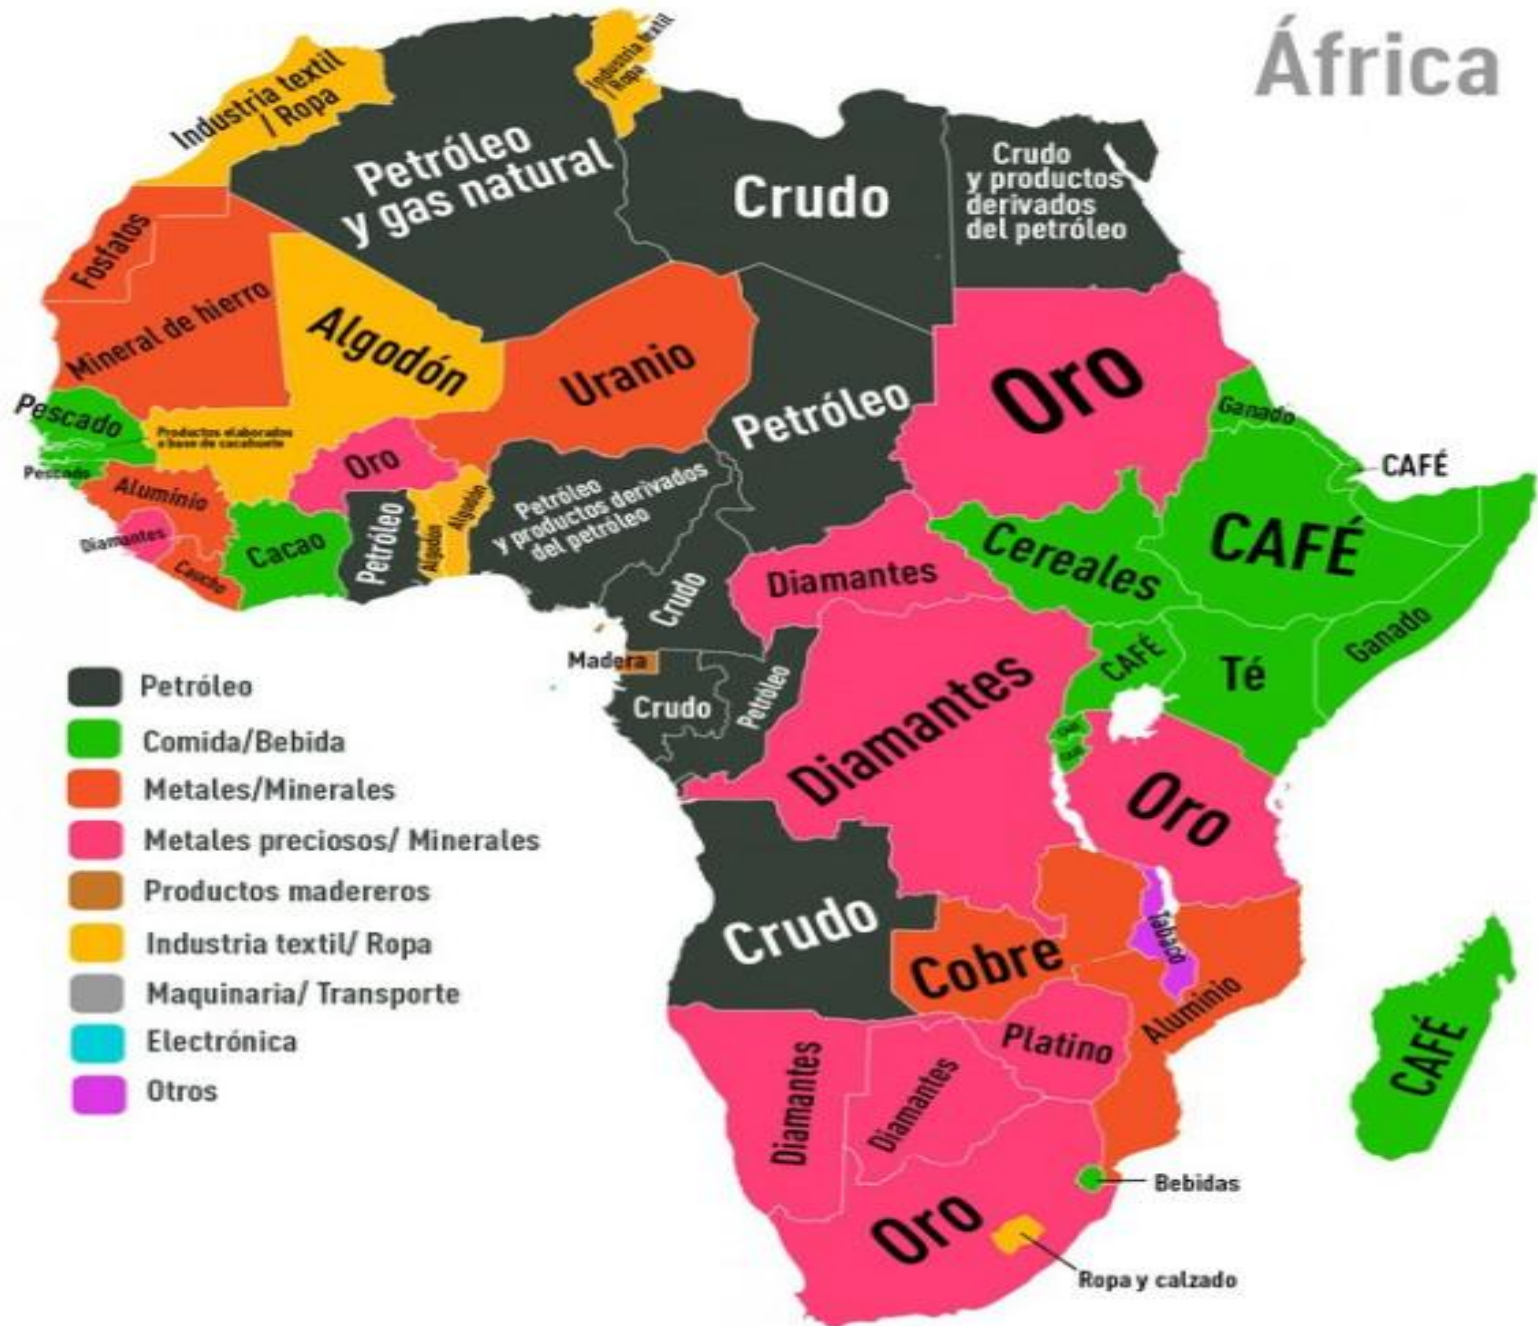 África
Industria textil
/ Ropa
Industria textil
/ Ropa
Petróleo
y gas natural
Crudo
Crudo
y productos
derivados
del petróleo
Fosfatos
Mineral de hierro
Algodón
Uranio
Petróleo
Oro
Ganado
CAFÉ
Pescado
Productos elaborados
a base de cacahuete
Pescado
Oro
Aluminio
Diamantes
Caucho
Cacao
Petróleo
Algodón
Algodón
Petróleo
y productos derivados
del petróleo
Crudo
Diamantes
Cereales
CAFÉ
Ganado
Madera
Crudo
Petróleo
Diamantes
CAFÉ
Té
Oro
Crudo
Cobre
Tabaco
Aluminio
Platino
Diamantes
Diamantes
CAFÉ
Oro
Bebidas
Ropa y calzado
Petróleo
Comida/Bebida
Metales/Minerales
Metales preciosos/ Minerales
Productos madereros
Industria textil/ Ropa
Maquinaria/ Transporte
Electrónica
Otros